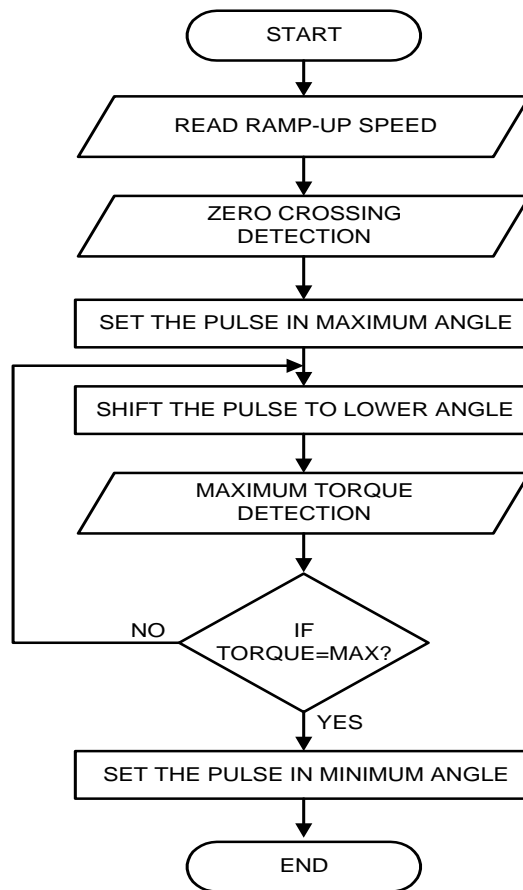 START
READ RAMP-UP SPEED
ZERO CROSSING
DETECTION
SET THE PULSE IN MAXIMUM ANGLE
SHIFT THE PULSE TO LOWER ANGLE
MAXIMUM TORQUE
DETECTION
NO
IF
TORQUE=MAX?
YES
SET THE PULSE IN MINIMUM ANGLE
END